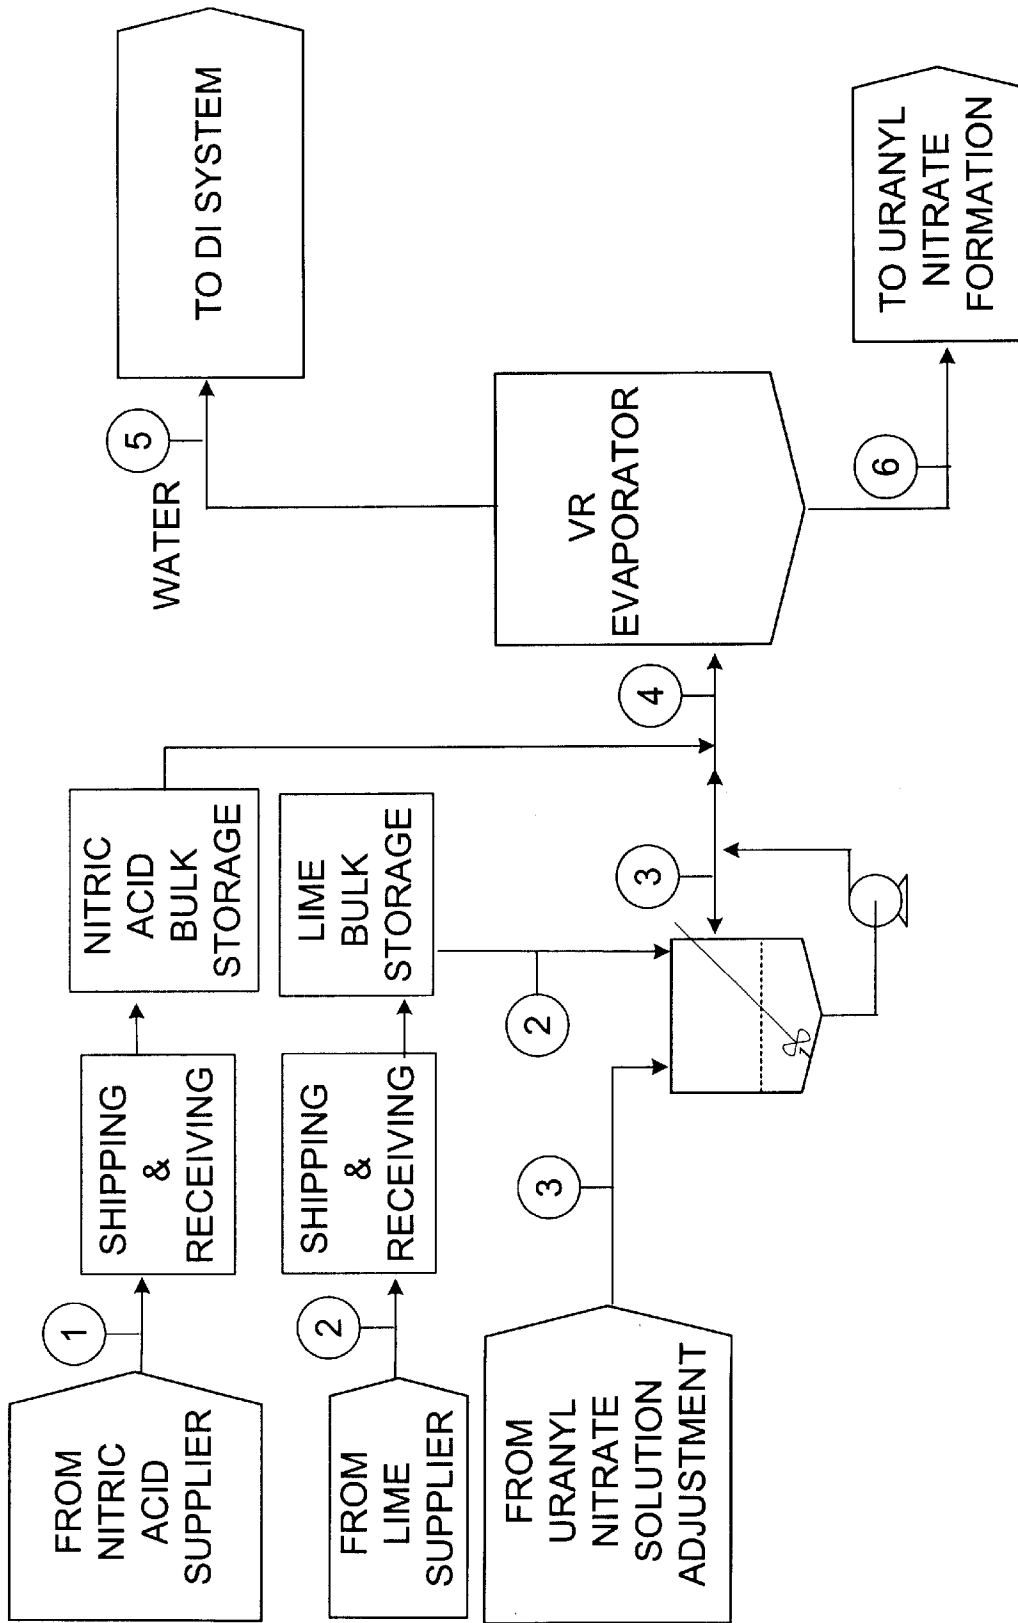 FROM
NITRIC
ACID
SUPPLIER
1
SHIPPING
&
RECEIVING
NITRIC
ACID
BULK
STORAGE
FROM
LIME
SUPPLIER
2
SHIPPING
&
RECEIVING
LIME
BULK
STORAGE
2
FROM
URANYL
NITRATE
SOLUTION
ADJUSTMENT
3
3
4
VR
EVAPORATOR
WATER
5
TO DI SYSTEM
6
TO URANYL
NITRATE
FORMATION